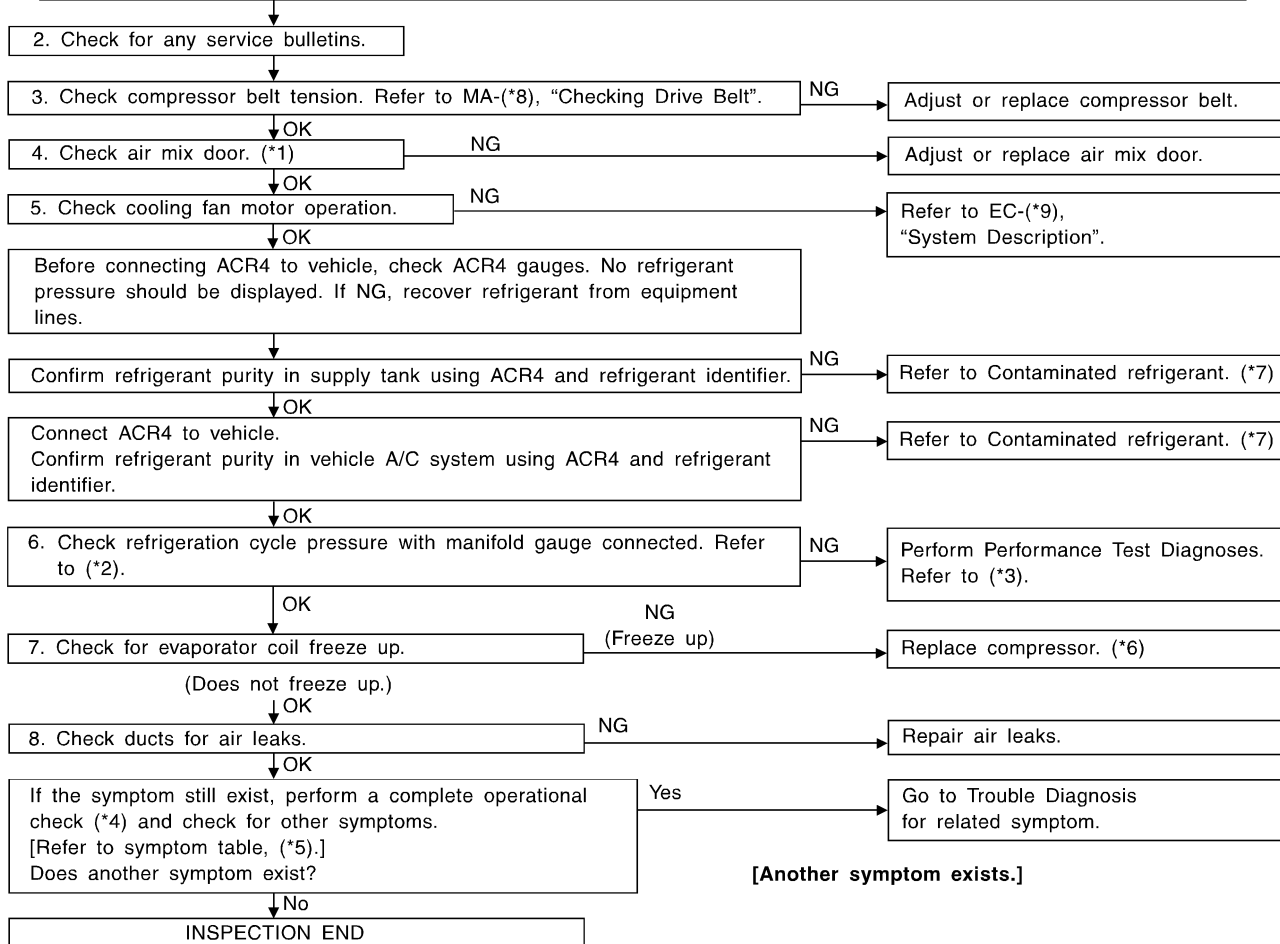 2. Check for any service bulletins.
3. Check compressor belt tension. Refer to MA-(*8), “Checking Drive Belt”.
NG
Adjust or replace compressor belt.
OK
4. Check air mix door. (*1)
NG
Adjust or replace air mix door.
OK
5. Check cooling fan motor operation.
NG
Refer to EC-(*9),
“System Description”.
OK
Before connecting ACR4 to vehicle, check ACR4 gauges. No refrigerant
pressure should be displayed. If NG, recover refrigerant from equipment
lines.
Confirm refrigerant purity in supply tank using ACR4 and refrigerant identifier.
NG
Refer to Contaminated refrigerant. (*7)
OK
Connect ACR4 to vehicle.
Confirm refrigerant purity in vehicle A/C system using ACR4 and refrigerant
identifier.
NG
Refer to Contaminated refrigerant. (*7)
OK
6. Check refrigeration cycle pressure with manifold gauge connected. Refer
to (*2).
NG
Perform Performance Test Diagnoses.
Refer to (*3).
OK
7. Check for evaporator coil freeze up.
NG
(Freeze up)
Replace compressor. (*6)
(Does not freeze up.)
OK
8. Check ducts for air leaks.
NG
Repair air leaks.
OK
If the symptom still exist, perform a complete operational
check (*4) and check for other symptoms.
[Refer to symptom table, (*5).]
Does another symptom exist?
Yes
Go to Trouble Diagnosis
for related symptom.
[Another symptom exists.]
No
INSPECTION END